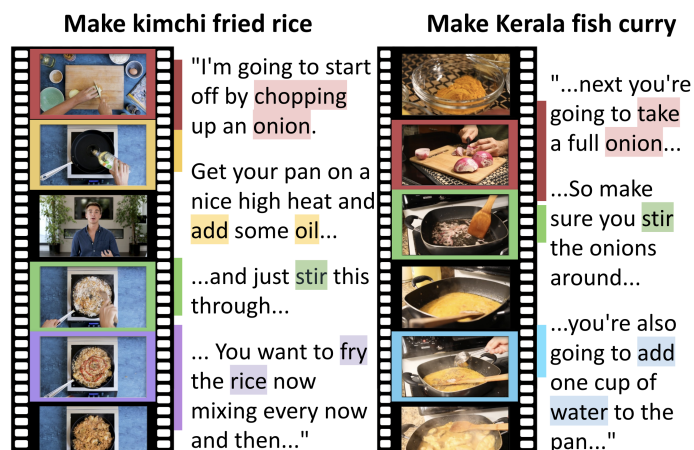 Make kimchi fried rice
"I'm going to start
off by chopping
up an onion.
Get your pan on a
nice high heat and
add some oil...
...and just stir this
through...
... You want to fry
the rice now
mixing every now
and then..."
Make Kerala fish curry
"...next you're
going to take
a full onion...
...So make
sure you stir
the onions
around...
...you're also
going to add
one cup of
water to the
pan..."